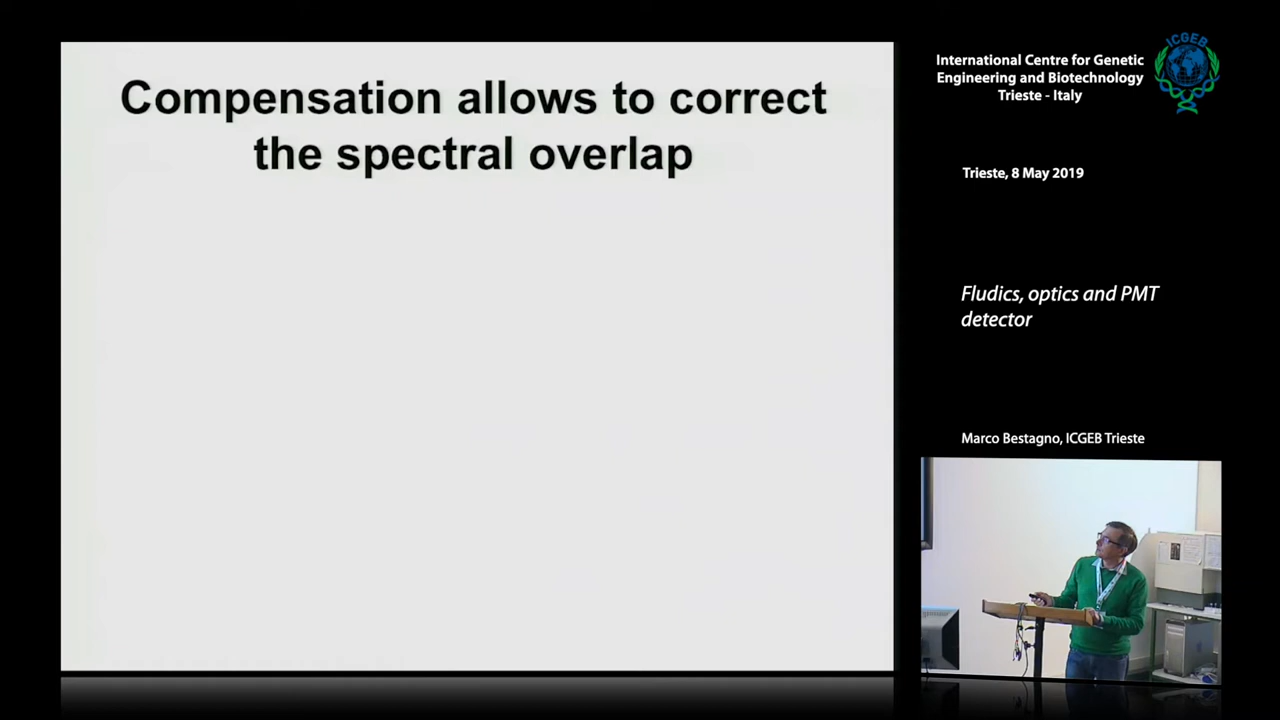 Compensation allows to correct
the spectral overlap
ICGEB
International Centre for Genetic
Engineering and Biotechnology
Trieste - Italy
Trieste, 8 May 2019
Fludics, optics and PMT
detector
Marco Bestagno, ICGEB Trieste